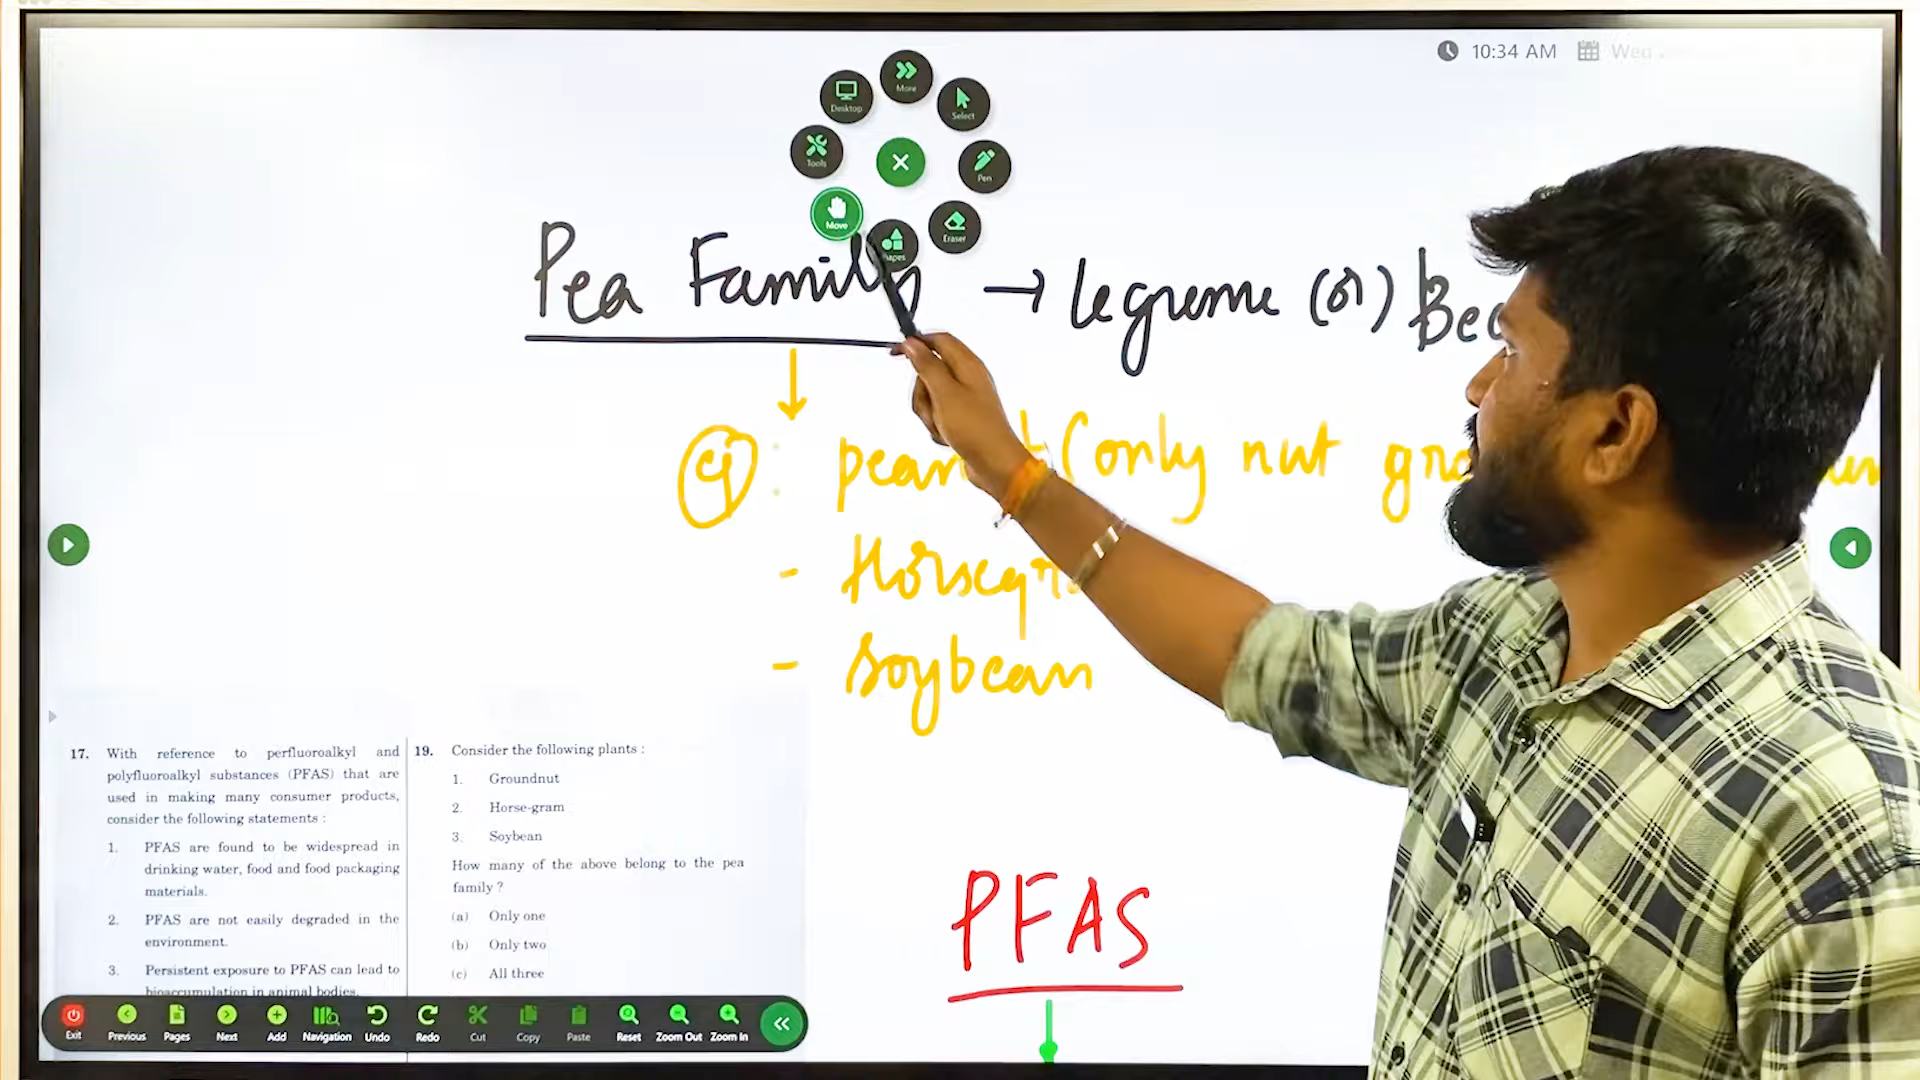 10:34 AM Wed
More
Desktop
Select
Tools
Pen
Move
Eraser
Pea Family → legreme (or) Bea
eg : peanut (only nut
- Horsegra
- Soybean
17. With reference to perfluoroalkyl and
polyfluoroalkyl substances (PFAS) that are
used in making many consumer products,
consider the following statements :
1. PFAS are found to be widespread in
drinking water, food and food packaging
materials.
2. PFAS are not easily degraded in the
environment.
3. Persistent exposure to PFAS can lead to
bioaccumulation in animal bodies.
19. Consider the following plants :
1. Groundnut
2. Horse-gram
3. Soybean
How many of the above belong to the pea
family ?
(a) Only one
(b) Only two
(c) All three
PFAS
Exit Previous Pages Next Add Navigation Undo Redo Cut Copy Paste Reset Zoom Out Zoom In